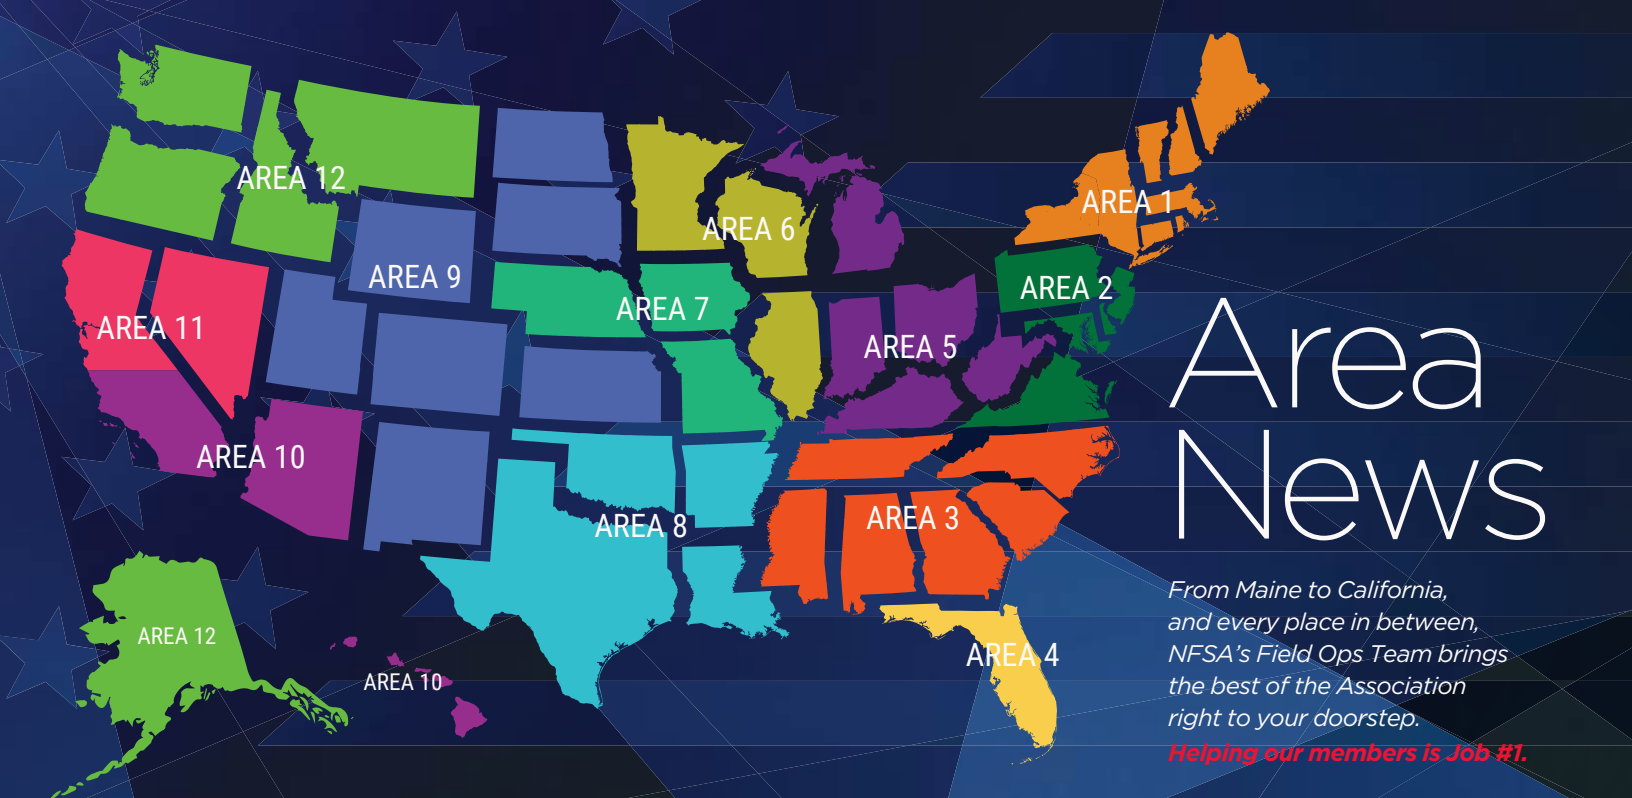 AREA 12
AREA 9
AREA 11
AREA 10
AREA 6
AREA 7
AREA 8
AREA 5
AREA 1
AREA 2
AREA 3
AREA 4
AREA 12
AREA 10
Area
News
From Maine to California,
and every place in between,
NFSA's Field Ops Team brings
the best of the Association
right to your doorstep.
Helping our members is Job #1.